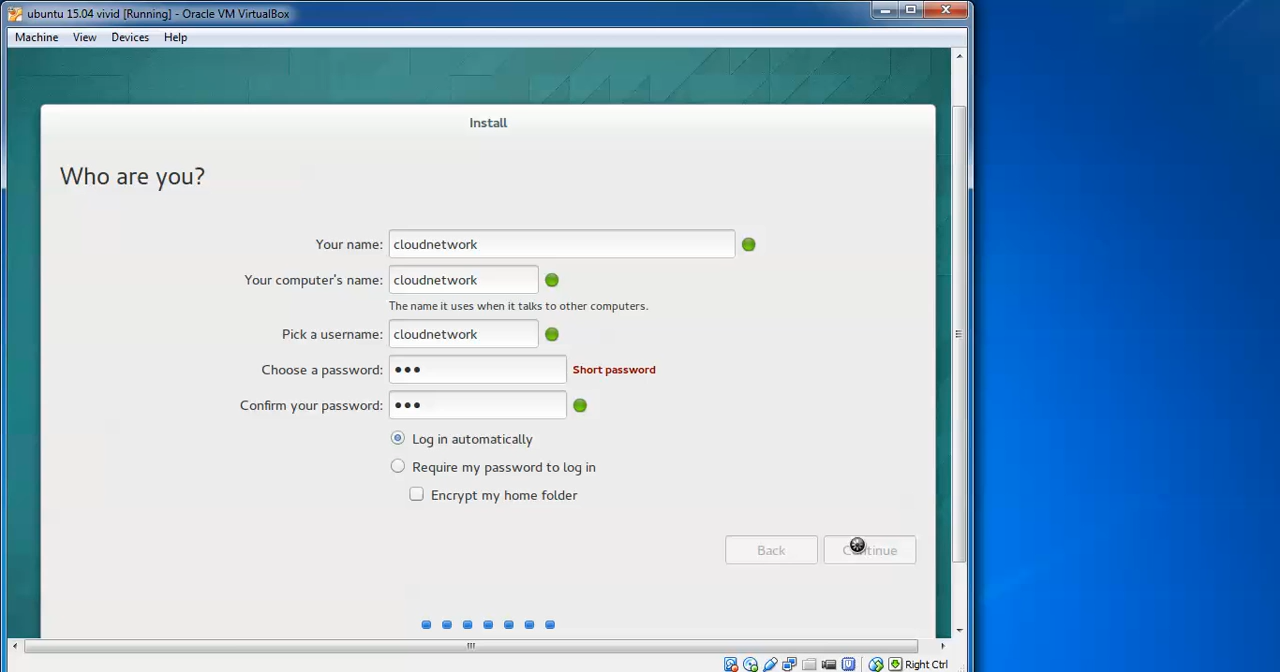 ubuntu 15.04 vivid [Running] - Oracle VM VirtualBox
Machine View Devices Help
Install
Who are you?
Your name: cloudnetwork
Your computer's name: cloudnetwork
The name it uses when it talks to other computers.
Pick a username: cloudnetwork
Choose a password: ●●● Short password
Confirm your password: ●●●
Log in automatically
Require my password to log in
Encrypt my home folder
Back Continue
Right Ctrl